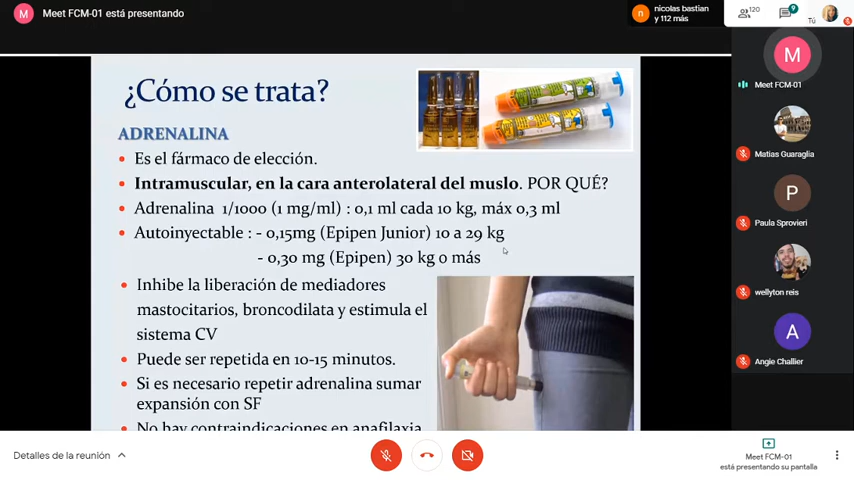 M
Meet FCM-01 está presentando
n
nicolas bastian
y 112 más
120
9
Tú
¿Cómo se trata?
ADRENALINA
• Es el fármaco de elección.
• Intramuscular, en la cara anterolateral del muslo. POR QUÉ?
• Adrenalina 1/1000 (1 mg/ml) : 0,1 ml cada 10 kg, máx 0,3 ml
• Autoinyectable : - 0,15mg (Epipen Junior) 10 a 29 kg
- 0,30 mg (Epipen) 30 kg o más
• Inhibe la liberación de mediadores
mastocitarios, broncodilata y estimula el
sistema CV
• Puede ser repetida en 10-15 minutos.
• Si es necesario repetir adrenalina sumar
expansión con SF
No hay contraindicaciones en anafilaxia
M
Meet FCM-01
Matias Guaraglia
P
Paula Sprovieri
wellyton reis
A
Angie Challier
Detalles de la reunión
Meet FCM-01
está presentando su pantalla